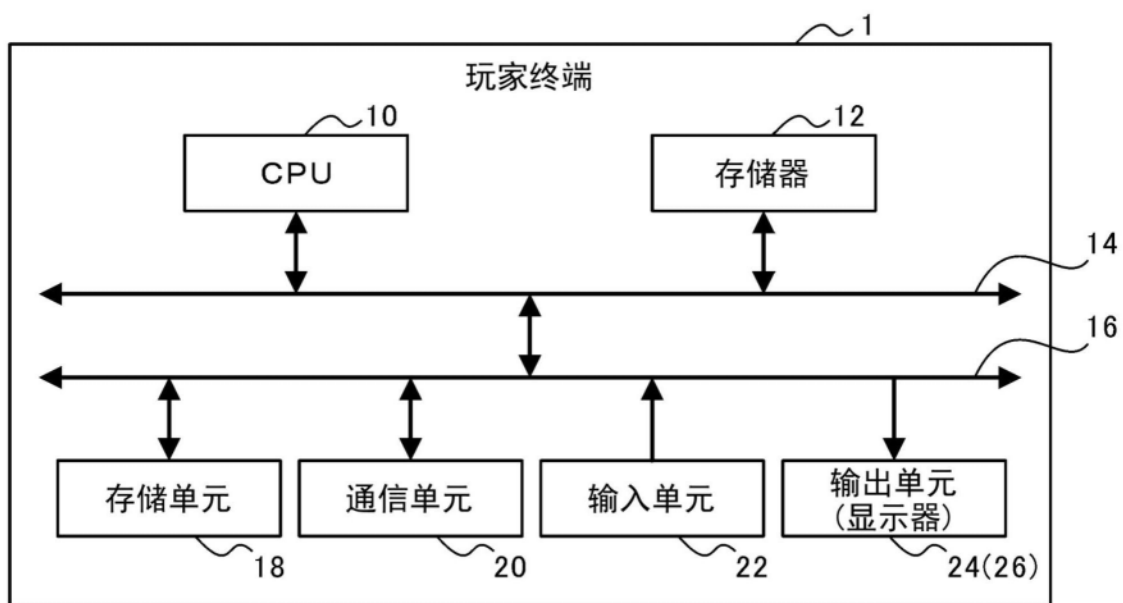 1
玩家终端
10
12
CPU
存储器
14
16
存储单元
通信单元
输入单元
输出单元
(显示器)
18
20
22
24(26)